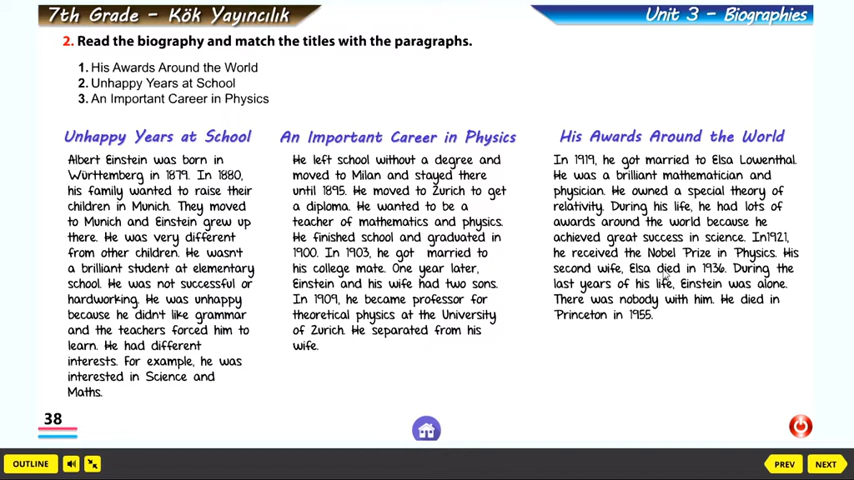 7th Grade - Kök Yayıncılık
Unit 3 - Biographies
2. Read the biography and match the titles with the paragraphs.
1. His Awards Around the World
2. Unhappy Years at School
3. An Important Career in Physics
Unhappy Years at School
Albert Einstein was born in
Württemberg in 1879. In 1880,
his family wanted to raise their
children in Munich. They moved
to Munich and Einstein grew up
there. He was very different
from other children. He wasnt
a brilliant student at elementary
school. He was not successful or
hardworking. He was unhappy
because he didn't like grammar
and the teachers forced him to
learn. He had different
interests. For example, he was
interested in Science and
Maths.
An Important Career in Physics
He left school without a degree and
moved to Milan and stayed there
until 1895. He moved to Zurich to get
a diploma. He wanted to be a
teacher of mathematics and physics.
He finished school and graduated in
1900. In 1903, he got married to
his college mate. One year later,
Einstein and his wife had two sons.
In 1909, he became professor for
theoretical physics at the University
of Zurich. He separated from his
wife.
His Awards Around the World
In 1919, he got married to Elsa Lowenthal.
He was a brilliant mathematician and
physician. He owned a special theory of
relativity. During his life, he had lots of
awards around the world because he
achieved great success in science. In1921,
he received the Nobel Prize in Physics. His
second wife, Elsa died in 1936. During the
last years of his life, Einstein was alone.
There was nobody with him. He died in
Princeton in 1955.
38
OUTLINE
PREV
NEXT